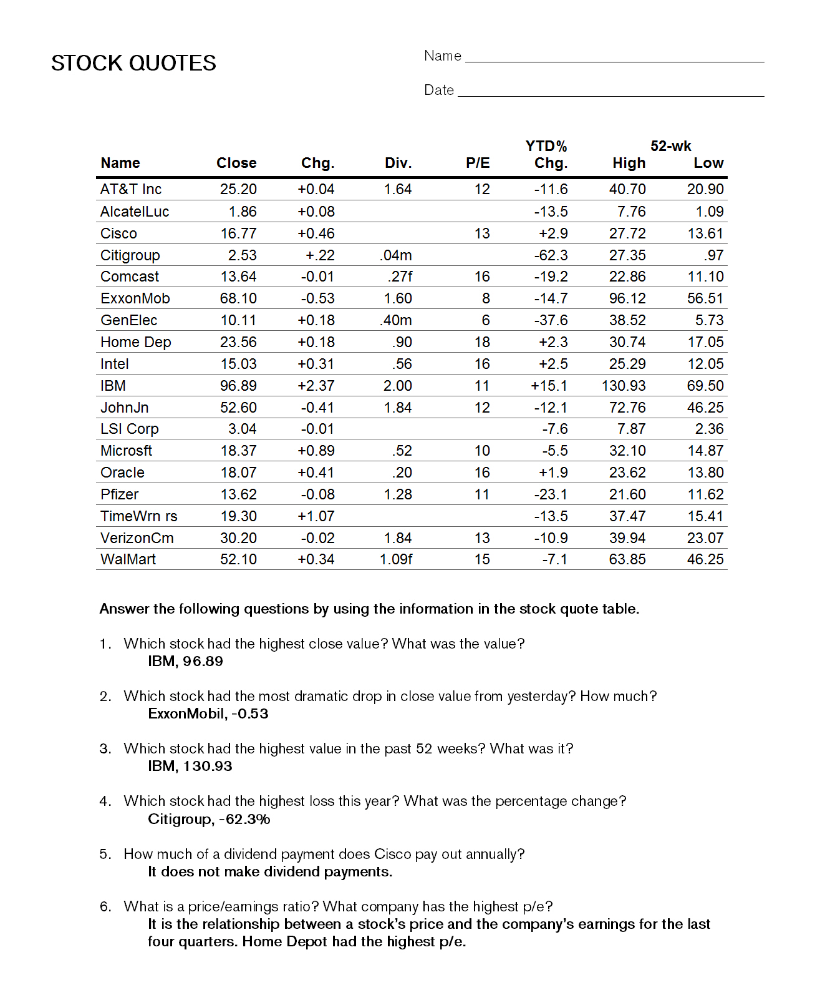 STOCK QUOTES
Name
Date
YTD% 52-wk
Name Close Chg. Div. P/E Chg. High Low
AT&T Inc 25.20 +0.04 1.64 12 -11.6 40.70 20.90
AlcatelLuc 1.86 +0.08 -13.5 7.76 1.09
Cisco 16.77 +0.46 13 +2.9 27.72 13.61
Citigroup 2.53 +.22 .04m -62.3 27.35 .97
Comcast 13.64 -0.01 .27f 16 -19.2 22.86 11.10
ExxonMob 68.10 -0.53 1.60 8 -14.7 96.12 56.51
GenElec 10.11 +0.18 .40m 6 -37.6 38.52 5.73
Home Dep 23.56 +0.18 .90 18 +2.3 30.74 17.05
Intel 15.03 +0.31 .56 16 +2.5 25.29 12.05
IBM 96.89 +2.37 2.00 11 +15.1 130.93 69.50
JohnJn 52.60 -0.41 1.84 12 -12.1 72.76 46.25
LSI Corp 3.04 -0.01 -7.6 7.87 2.36
Microsft 18.37 +0.89 .52 10 -5.5 32.10 14.87
Oracle 18.07 +0.41 .20 16 +1.9 23.62 13.80
Pfizer 13.62 -0.08 1.28 11 -23.1 21.60 11.62
TimeWrn rs 19.30 +1.07 -13.5 37.47 15.41
VerizonCm 30.20 -0.02 1.84 13 -10.9 39.94 23.07
WalMart 52.10 +0.34 1.09f 15 -7.1 63.85 46.25
Answer the following questions by using the information in the stock quote table.
1. Which stock had the highest close value? What was the value?
IBM, 96.89
2. Which stock had the most dramatic drop in close value from yesterday? How much?
ExxonMobil, -0.53
3. Which stock had the highest value in the past 52 weeks? What was it?
IBM, 130.93
4. Which stock had the highest loss this year? What was the percentage change?
Citigroup, -62.3%
5. How much of a dividend payment does Cisco pay out annually?
It does not make dividend payments.
6. What is a price/earnings ratio? What company has the highest p/e?
It is the relationship between a stock’s price and the company’s earnings for the last
four quarters. Home Depot had the highest p/e.